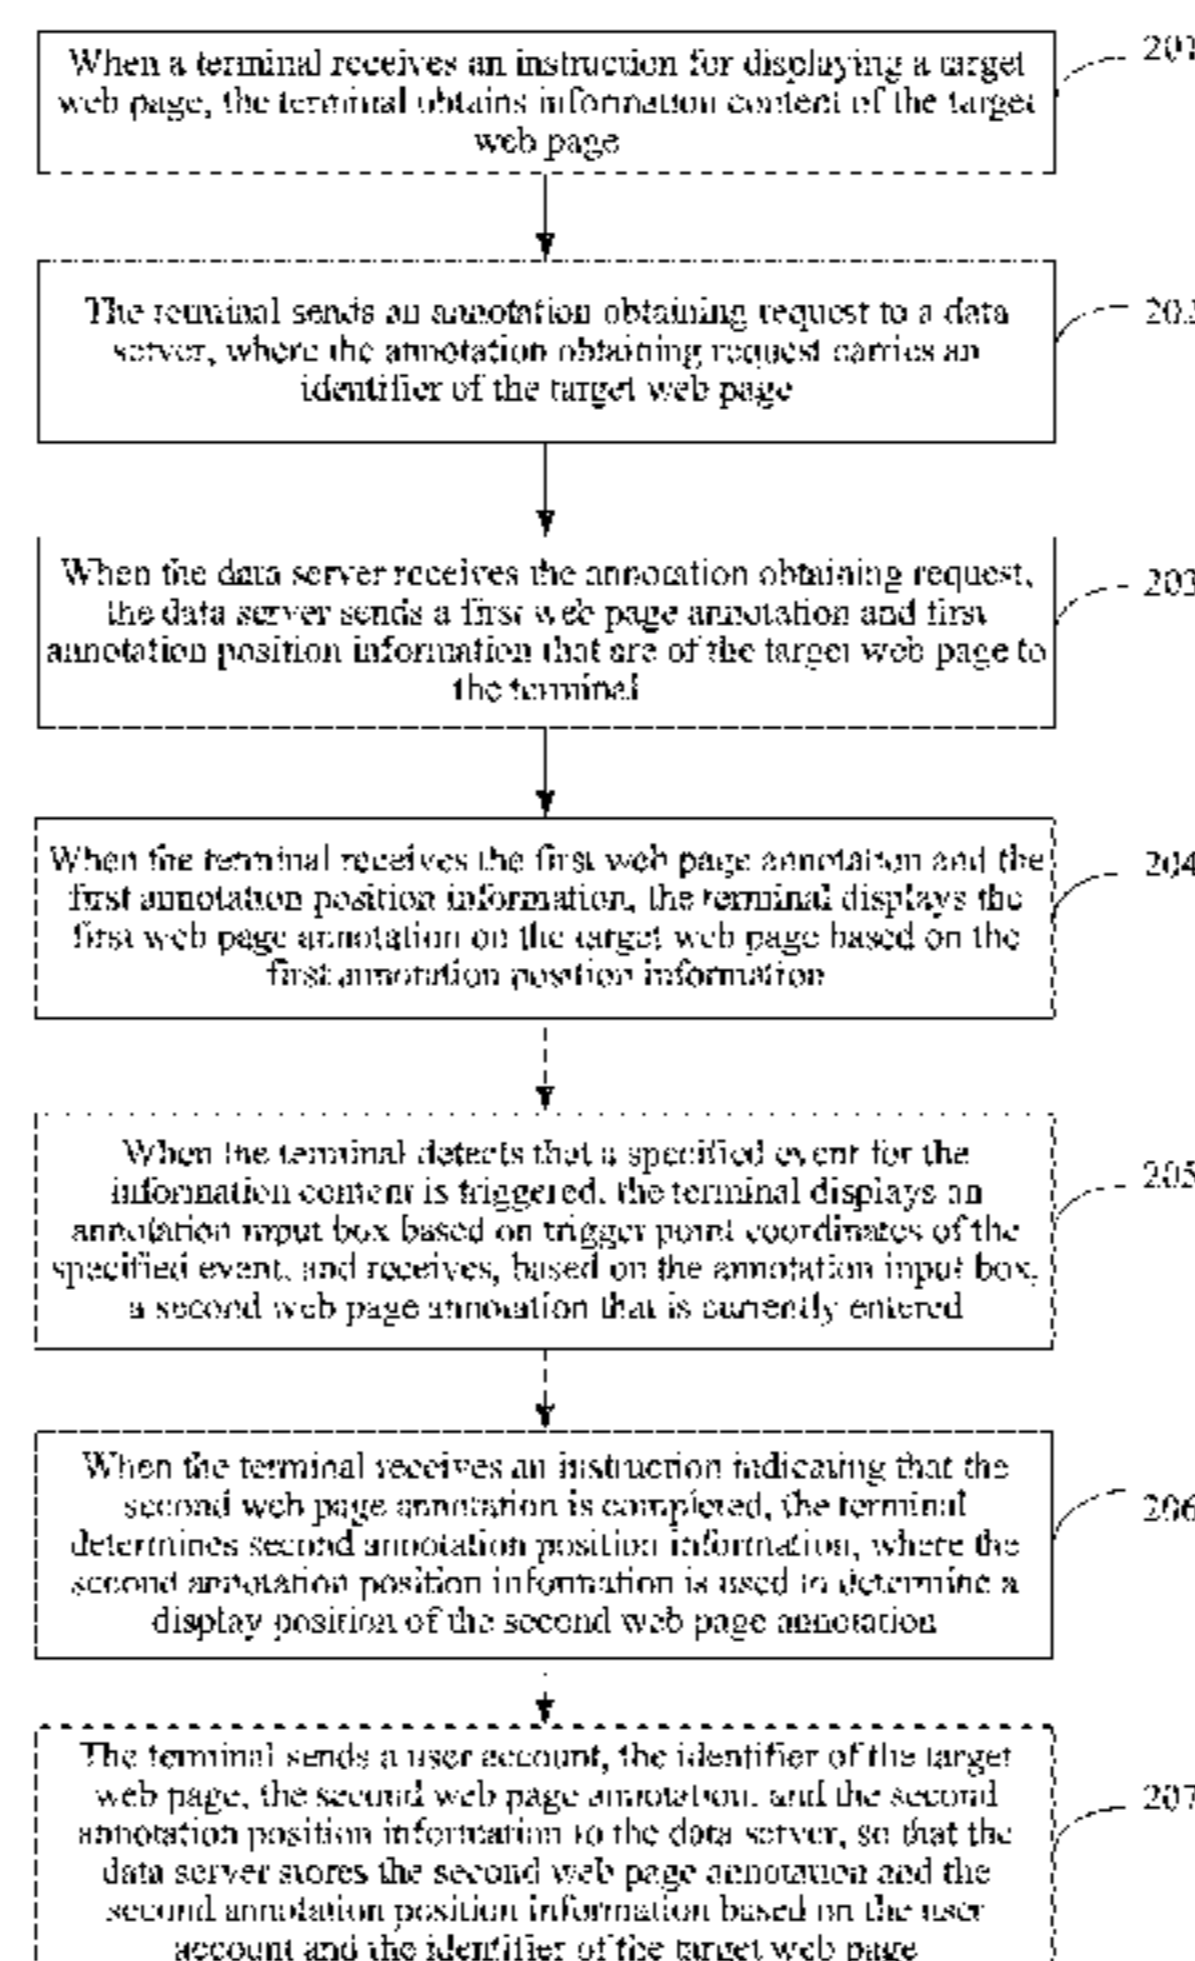 When a terminal receives an instruction for displaying a target
web page, the terminal obtains information content of the target
web page
201
The terminal sends an annotation obtaining request to a data
server, where the annotation obtaining request carries an
identifier of the target web page
202
When the data server receives the annotation obtaining request,
the data server sends a first web page annotation and first
annotation position information that are of the target web page to
the terminal
203
When the terminal receives the first web page annotation and the
first annotation position information, the terminal displays the
first web page annotation on the target web page based on the
first annotation position information
204
When the terminal detects that a specified event for the
information content is triggered, the terminal displays an
annotation input box based on trigger point coordinates of the
specified event, and receives, based on the annotation input box,
a second web page annotation that is currently entered
205
When the terminal receives an instruction indicating that the
second web page annotation is completed, the terminal
determines second annotation position information, where the
second annotation position information is used to determine a
display position of the second web page annotation
206
The terminal sends a user account, the identifier of the target
web page, the second web page annotation, and the second
annotation position information to the data server, so that the
data server stores the second web page annotation and the
second annotation position information based on the user
account and the identifier of the target web page
207